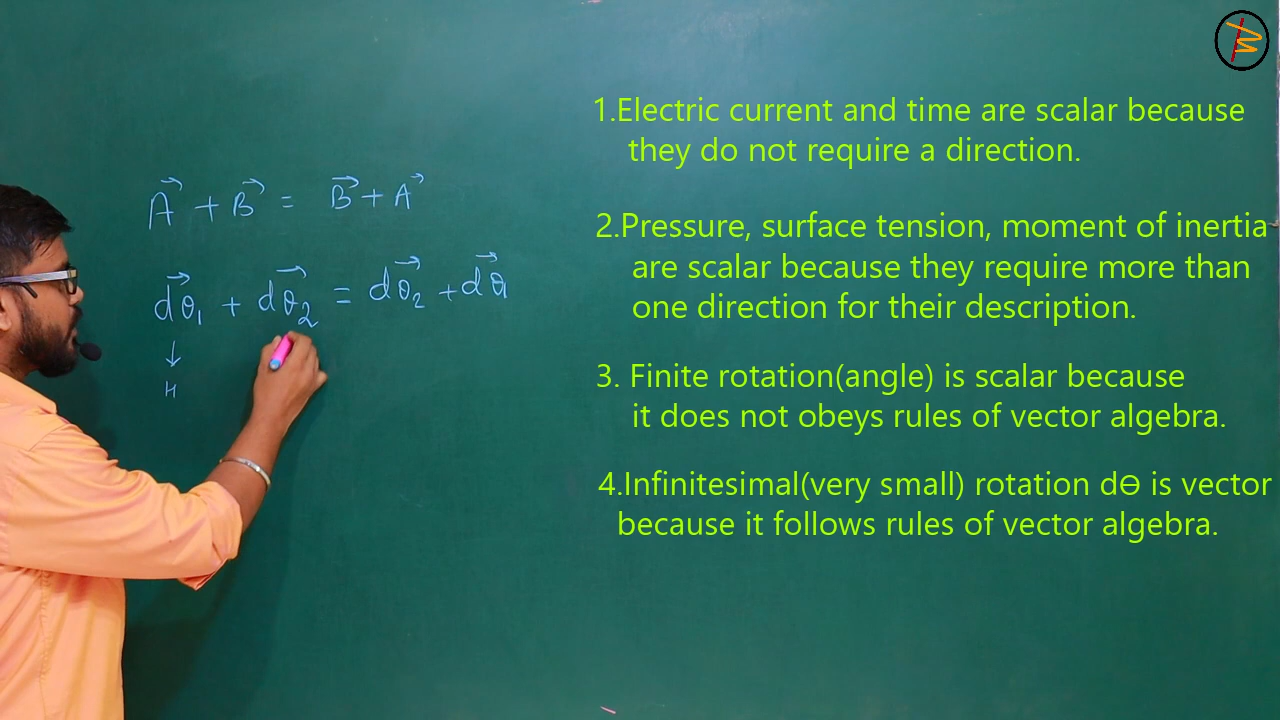 A⃗ + B⃗ = B⃗ + A⃗
dθ⃗₁ + dθ⃗₂ = dθ⃗₂ + dθ⃗₁
↓
H
1.Electric current and time are scalar because
they do not require a direction.
2.Pressure, surface tension, moment of inertia
are scalar because they require more than
one direction for their description.
3. Finite rotation(angle) is scalar because
it does not obeys rules of vector algebra.
4.Infinitesimal(very small) rotation dϴ is vector
because it follows rules of vector algebra.